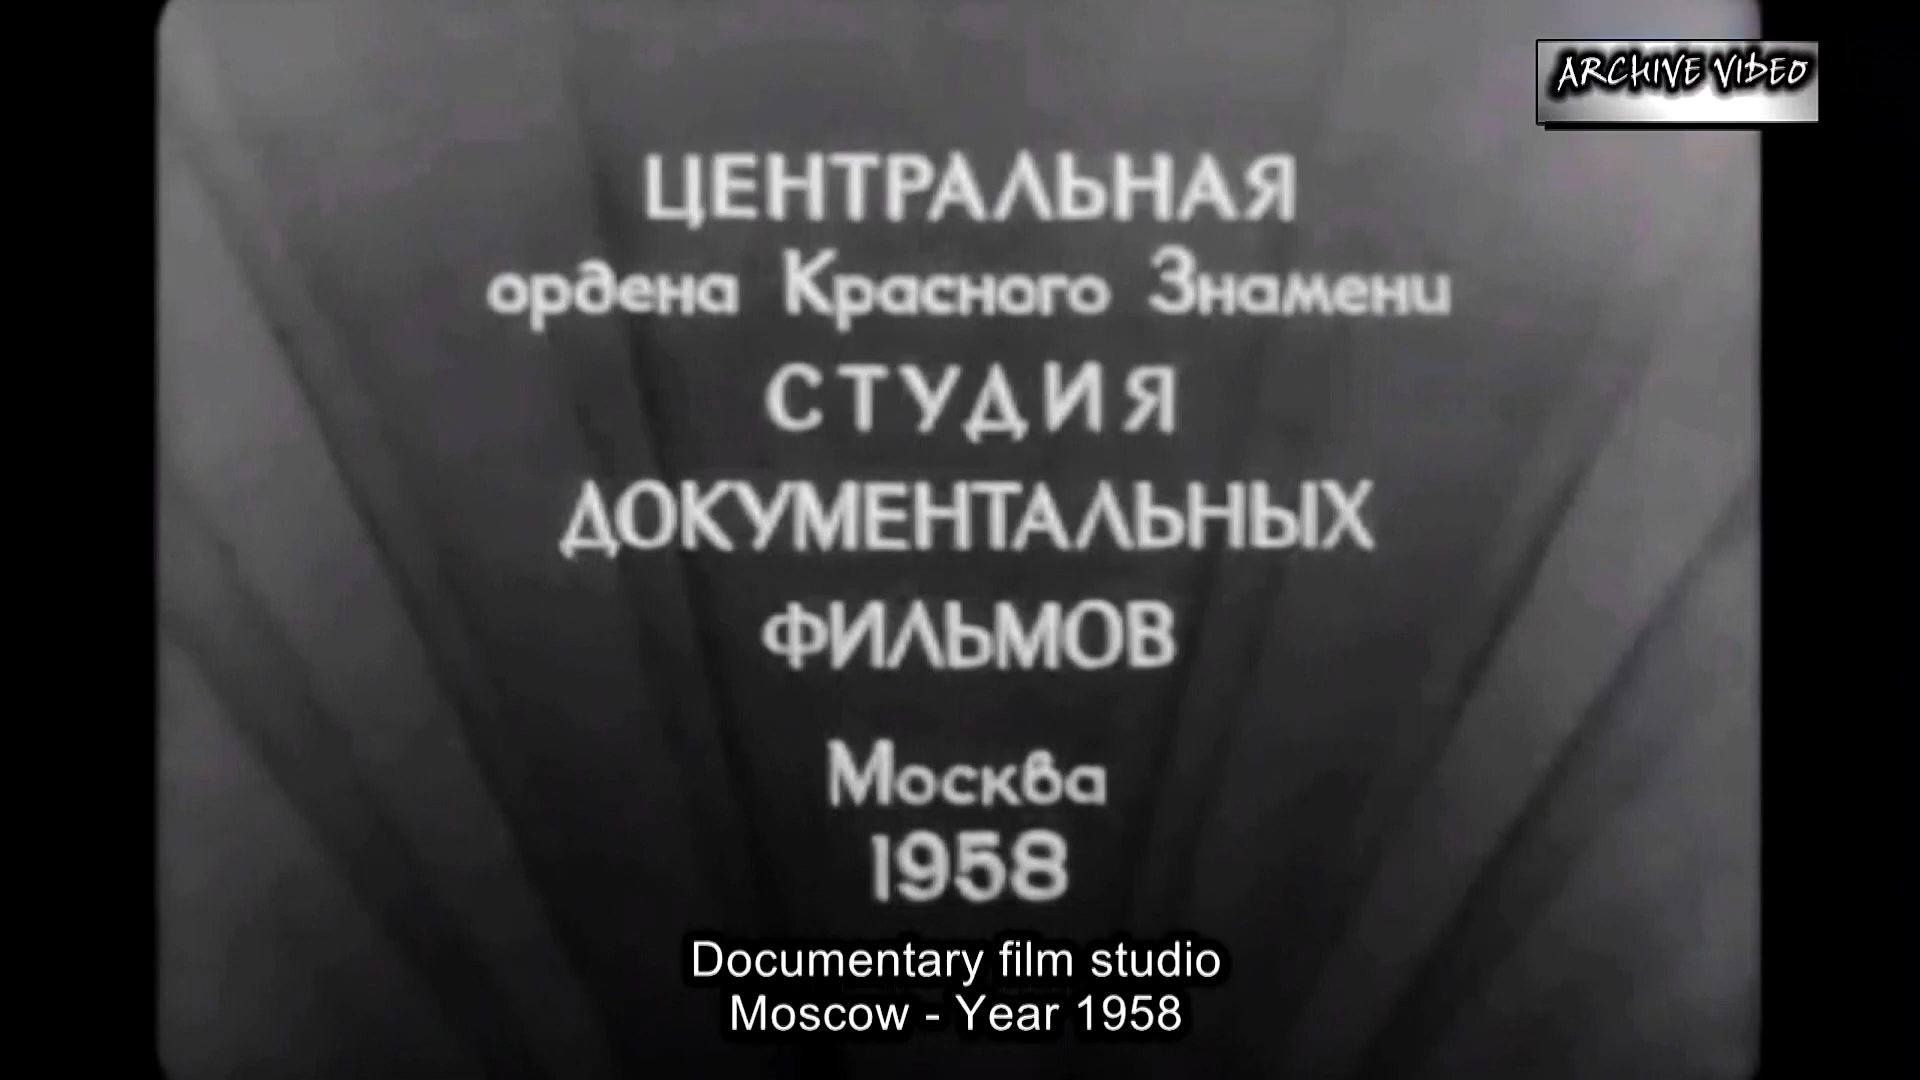 ARCHIVE VIDEO
ЦЕНТРАЛЬНАЯ
ордена Красного Знамени
СТУДИЯ
ДОКУМЕНТАЛЬНЫХ
ФИЛЬМОВ
Москва
1958
Documentary film studio
Moscow - Year 1958